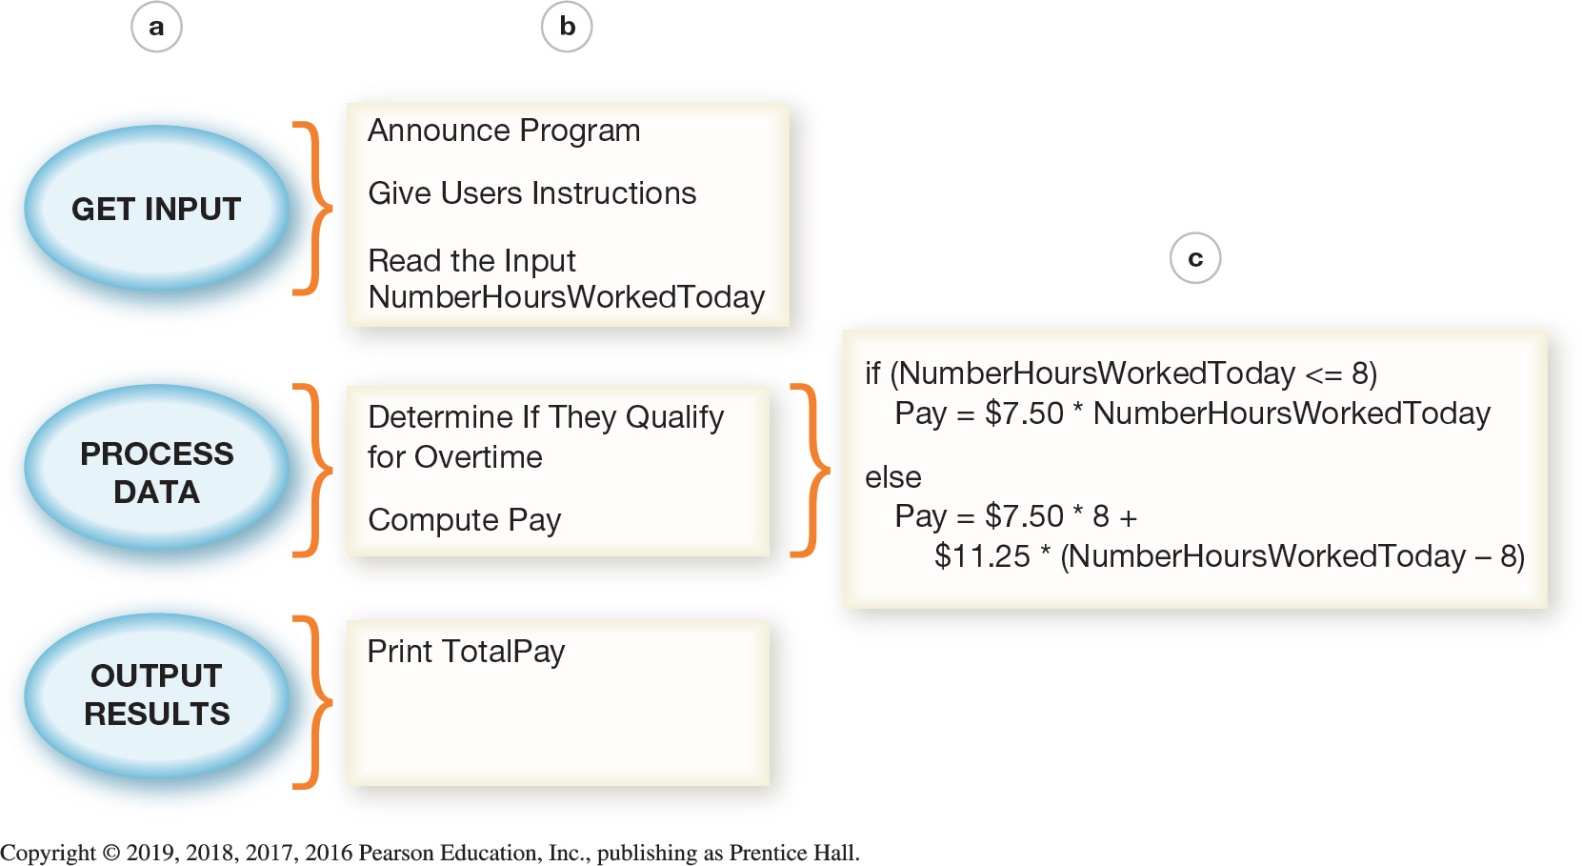 a
b
GET INPUT
Announce Program
Give Users Instructions
Read the Input
NumberHoursWorkedToday
c
PROCESS
DATA
Determine If They Qualify
for Overtime
Compute Pay
if (NumberHoursWorkedToday <= 8)
Pay = $7.50 * NumberHoursWorkedToday
else
Pay = $7.50 * 8 +
$11.25 * (NumberHoursWorkedToday – 8)
OUTPUT
RESULTS
Print TotalPay
Copyright © 2019, 2018, 2017, 2016 Pearson Education, Inc., publishing as Prentice Hall.